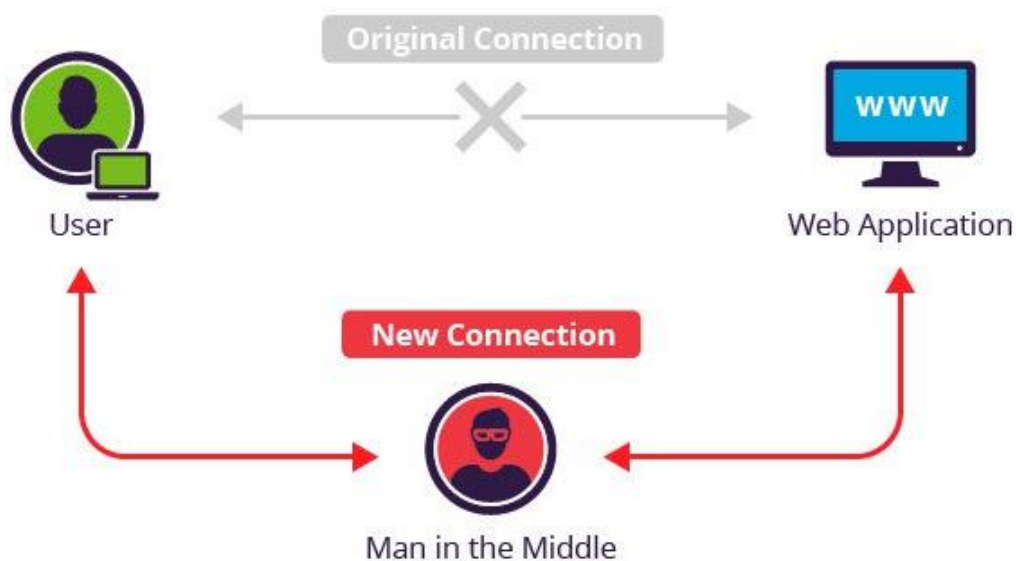 Original Connection
www
User
Web Application
New Connection
Man in the Middle